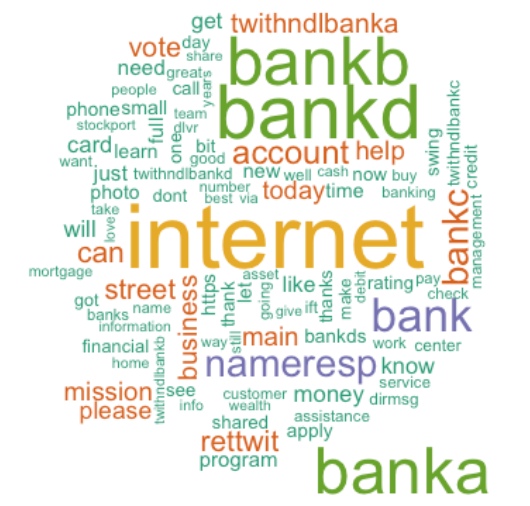 get twithndlbanka
vote day share bankb
need greats years
people call bankd
phone small team
stockport full one dlvr bit account help swing twithndlbankc credit
card learn good
want just twithndlbankd new well cash now buy
photo dont number today time banking
take best via
will love internet bankc management
can
mortgage street business https asset like thanks rating pay
got thank let going debit check
banks name give ift make bank
information way still main bankds work center
financial home nameresp know
mission twithndlbankb see service
please info customer money dirmsg
wealth
shared assistance
rettwit apply
program banka